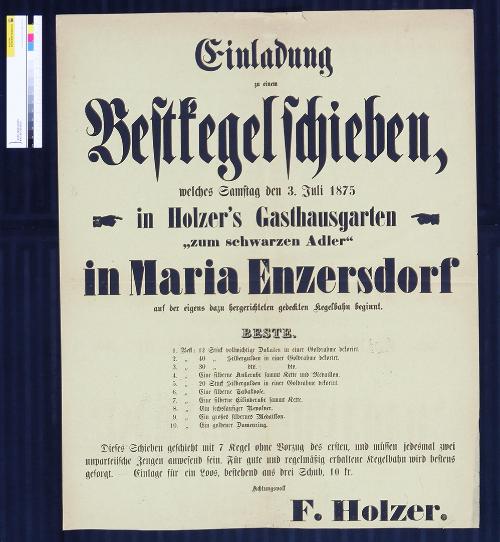 Einladung
zu einem
Bestkegelschieben,
welches Samstag den 3. Juli 1875
in Holzer's Gasthausgarten
„zum schwarzen Adler“
in Maria Enzersdorf
auf der eigens dazu hergerichteten gedeckten Kegelbahn beginnt.
BESTE.
1. Best: 12 Stück vollwichtige Dukaten in einer Goldrahme dekorirt.
2. „ 40 „ Silbergulden in einer Goldrahme dekorirt.
3. „ 30 „ dto. dto.
4. „ Eine silberne Ankeruhr sammt Kette und Medaillon.
5. „ 20 Stück Silbergulden in einer Goldrahme dekorirt.
6. „ Eine silberne Tabakdose.
7. „ Eine silberne Cilinderuhr sammt Kette.
8. „ Ein sechsläufiger Revolver.
9. „ Ein großes silbernes Medaillon.
10. „ Ein goldener Damenring.
Dieses Schieben geschieht mit 7 Kegel ohne Vorzug des ersten, und müssen jedesmal zwei
unparteiische Zeugen anwesend sein. Für gute und regelmäßig erhaltene Kegelbahn wird bestens
gesorgt. — Einlage für ein Loos, bestehend aus drei Schub, 10 kr.
Achtungsvoll
F. Holzer.